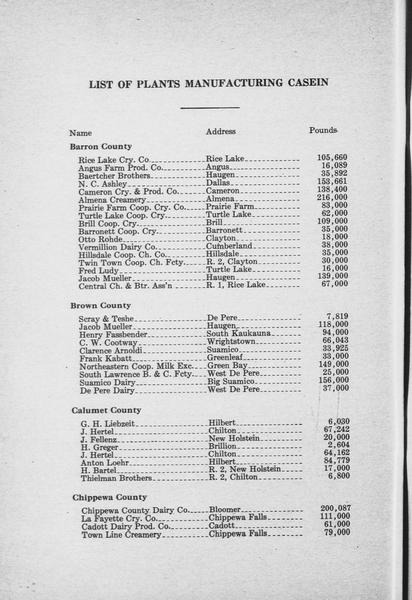 LIST OF PLANTS MANUFACTURING CASEIN
Name Address Pounds
Barron County
Rice Lake Cry. Co. Rice Lake 105,660
Angus Farm Prod. Co. Angus 16,089
Baertcher Brothers Haugen 35,892
N. C. Ashley Dallas 153,661
Cameron Cry. & Prod. Co. Cameron 138,400
Almena Creamery Almena 216,000
Prairie Farm Coop. Cry. Co. Prairie Farm 83,000
Turtle Lake Coop. Cry. Turtle Lake 62,000
Brill Coop. Cry. Brill 109,000
Barronett Coop. Cry. Barronett 35,000
Otto Rohde Clayton 18,000
Vermillion Dairy Co. Cumberland 38,000
Hillsdale Coop. Ch. Co. Hillsdale 35,000
Twin Town Coop. Ch. Fcty. R. 2, Clayton 30,000
Fred Ludy Turtle Lake 16,000
Jacob Mueller Haugen 139,000
Central Ch. & Btr. Ass'n R. 1, Rice Lake 67,000
Brown County
Scray & Teshe De Pere 7,819
Jacob Mueller Haugen 118,000
Henry Fassbender South Kaukauna 94,000
C. W. Cootway Wrightstown 66,043
Clarence Arnoldi Suamico 33,925
Frank Kabatt Greenleaf 33,000
Northeastern Coop. Milk Exc. Green Bay 149,000
South Lawrence B. & C. Fcty. West De Pere 25,000
Suamico Dairy Big Suamico 156,000
De Pere Dairy West De Pere 37,000
Calumet County
G. H. Liebzeit Hilbert 6,030
J. Hertel Chilton 67,242
J. Fellenz New Holstein 20,000
H. Greger Brillion 2,604
J. Hertel Chilton 64,162
Anton Loehr Hilbert 84,779
H. Bartel R. 2, New Holstein 17,000
Thielman Brothers R. 2, Chilton 6,800
Chippewa County
Chippewa County Dairy Co. Bloomer 200,087
La Fayette Cry. Co. Chippewa Falls 111,000
Cadott Dairy Prod. Co. Cadott 61,000
Town Line Creamery Chippewa Falls 79,000